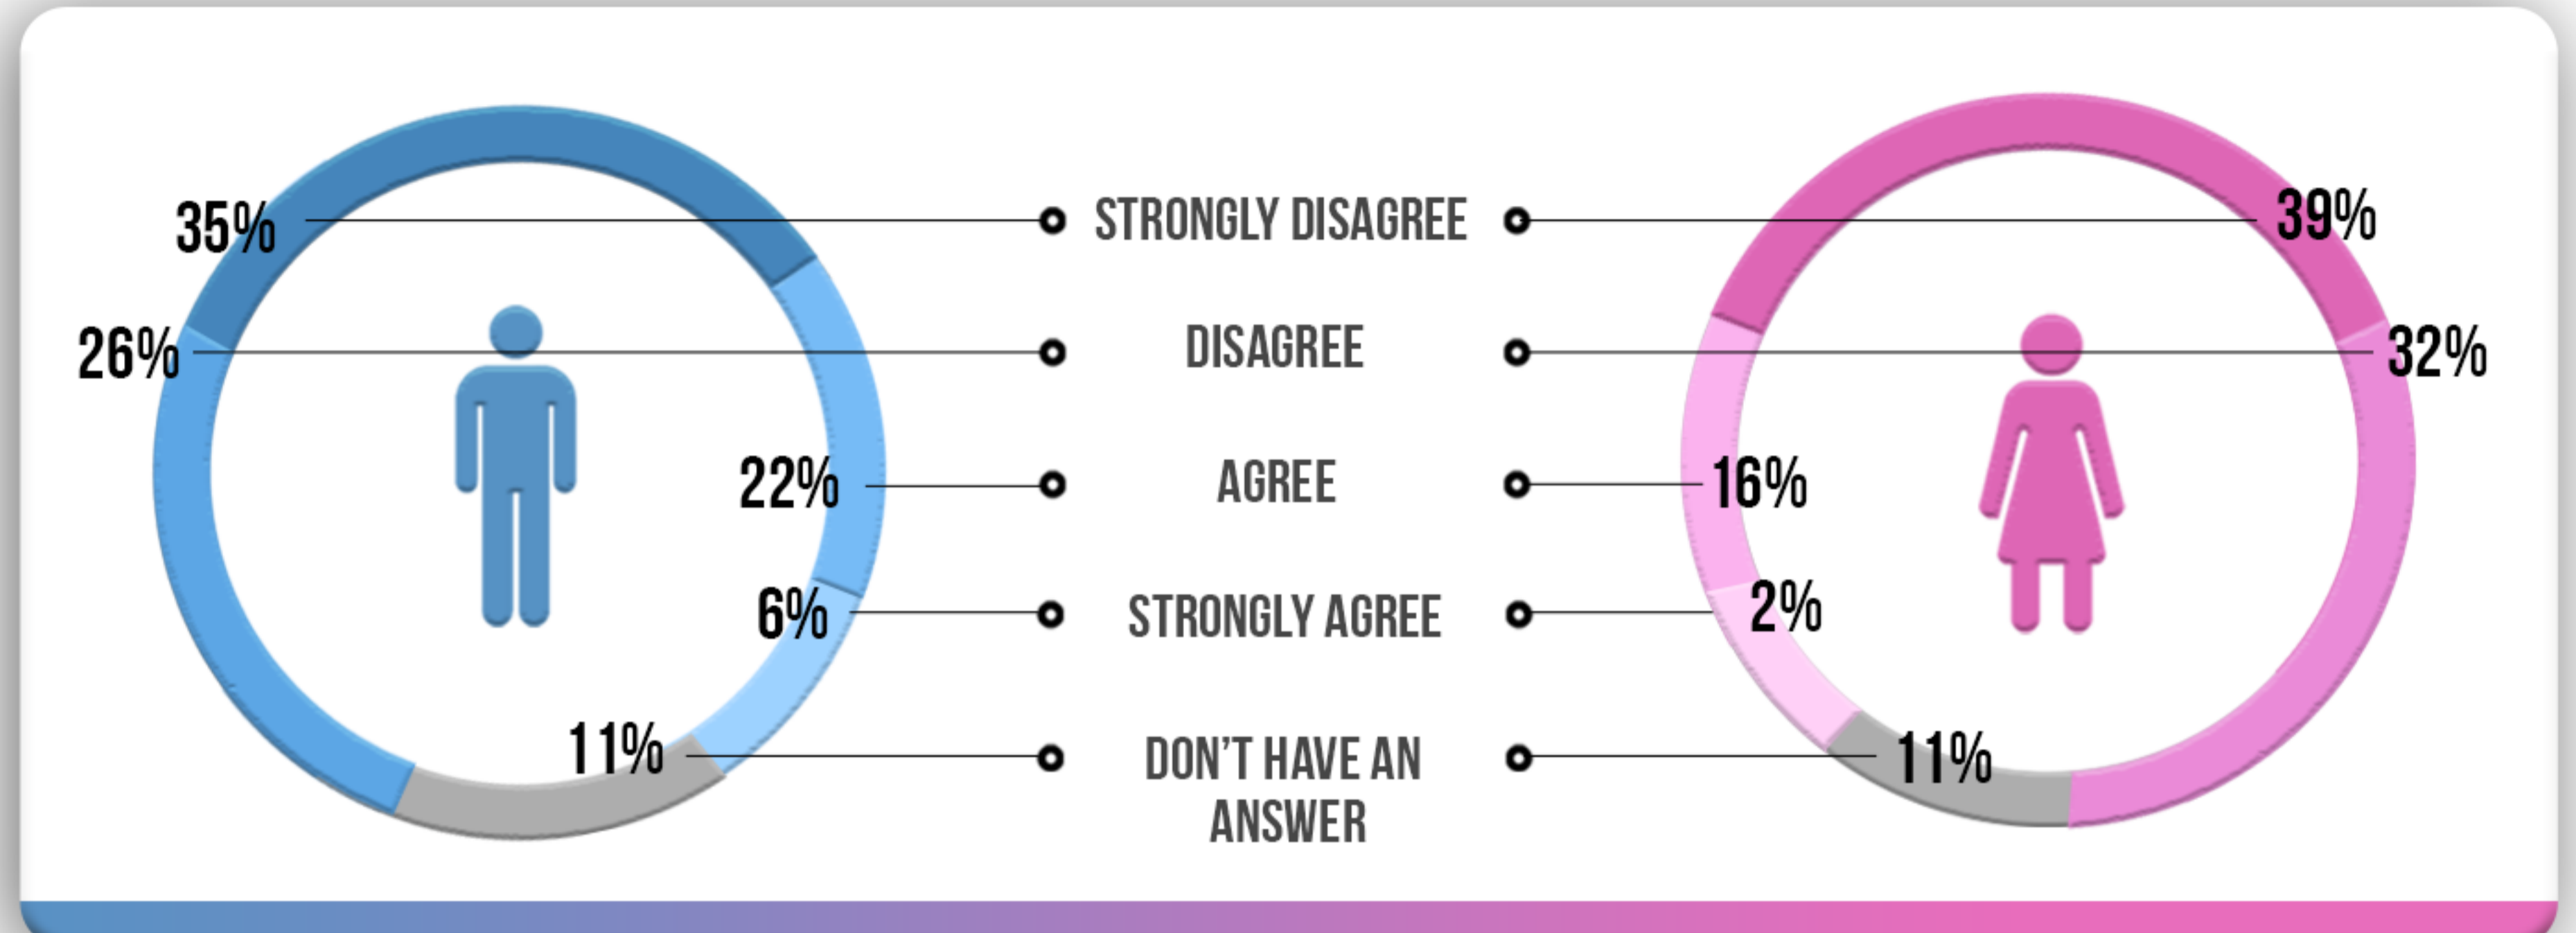 35% STRONGLY DISAGREE 39%
26% DISAGREE 32%
22% AGREE 16%
6% STRONGLY AGREE 2%
11% DON'T HAVE AN 11%
ANSWER